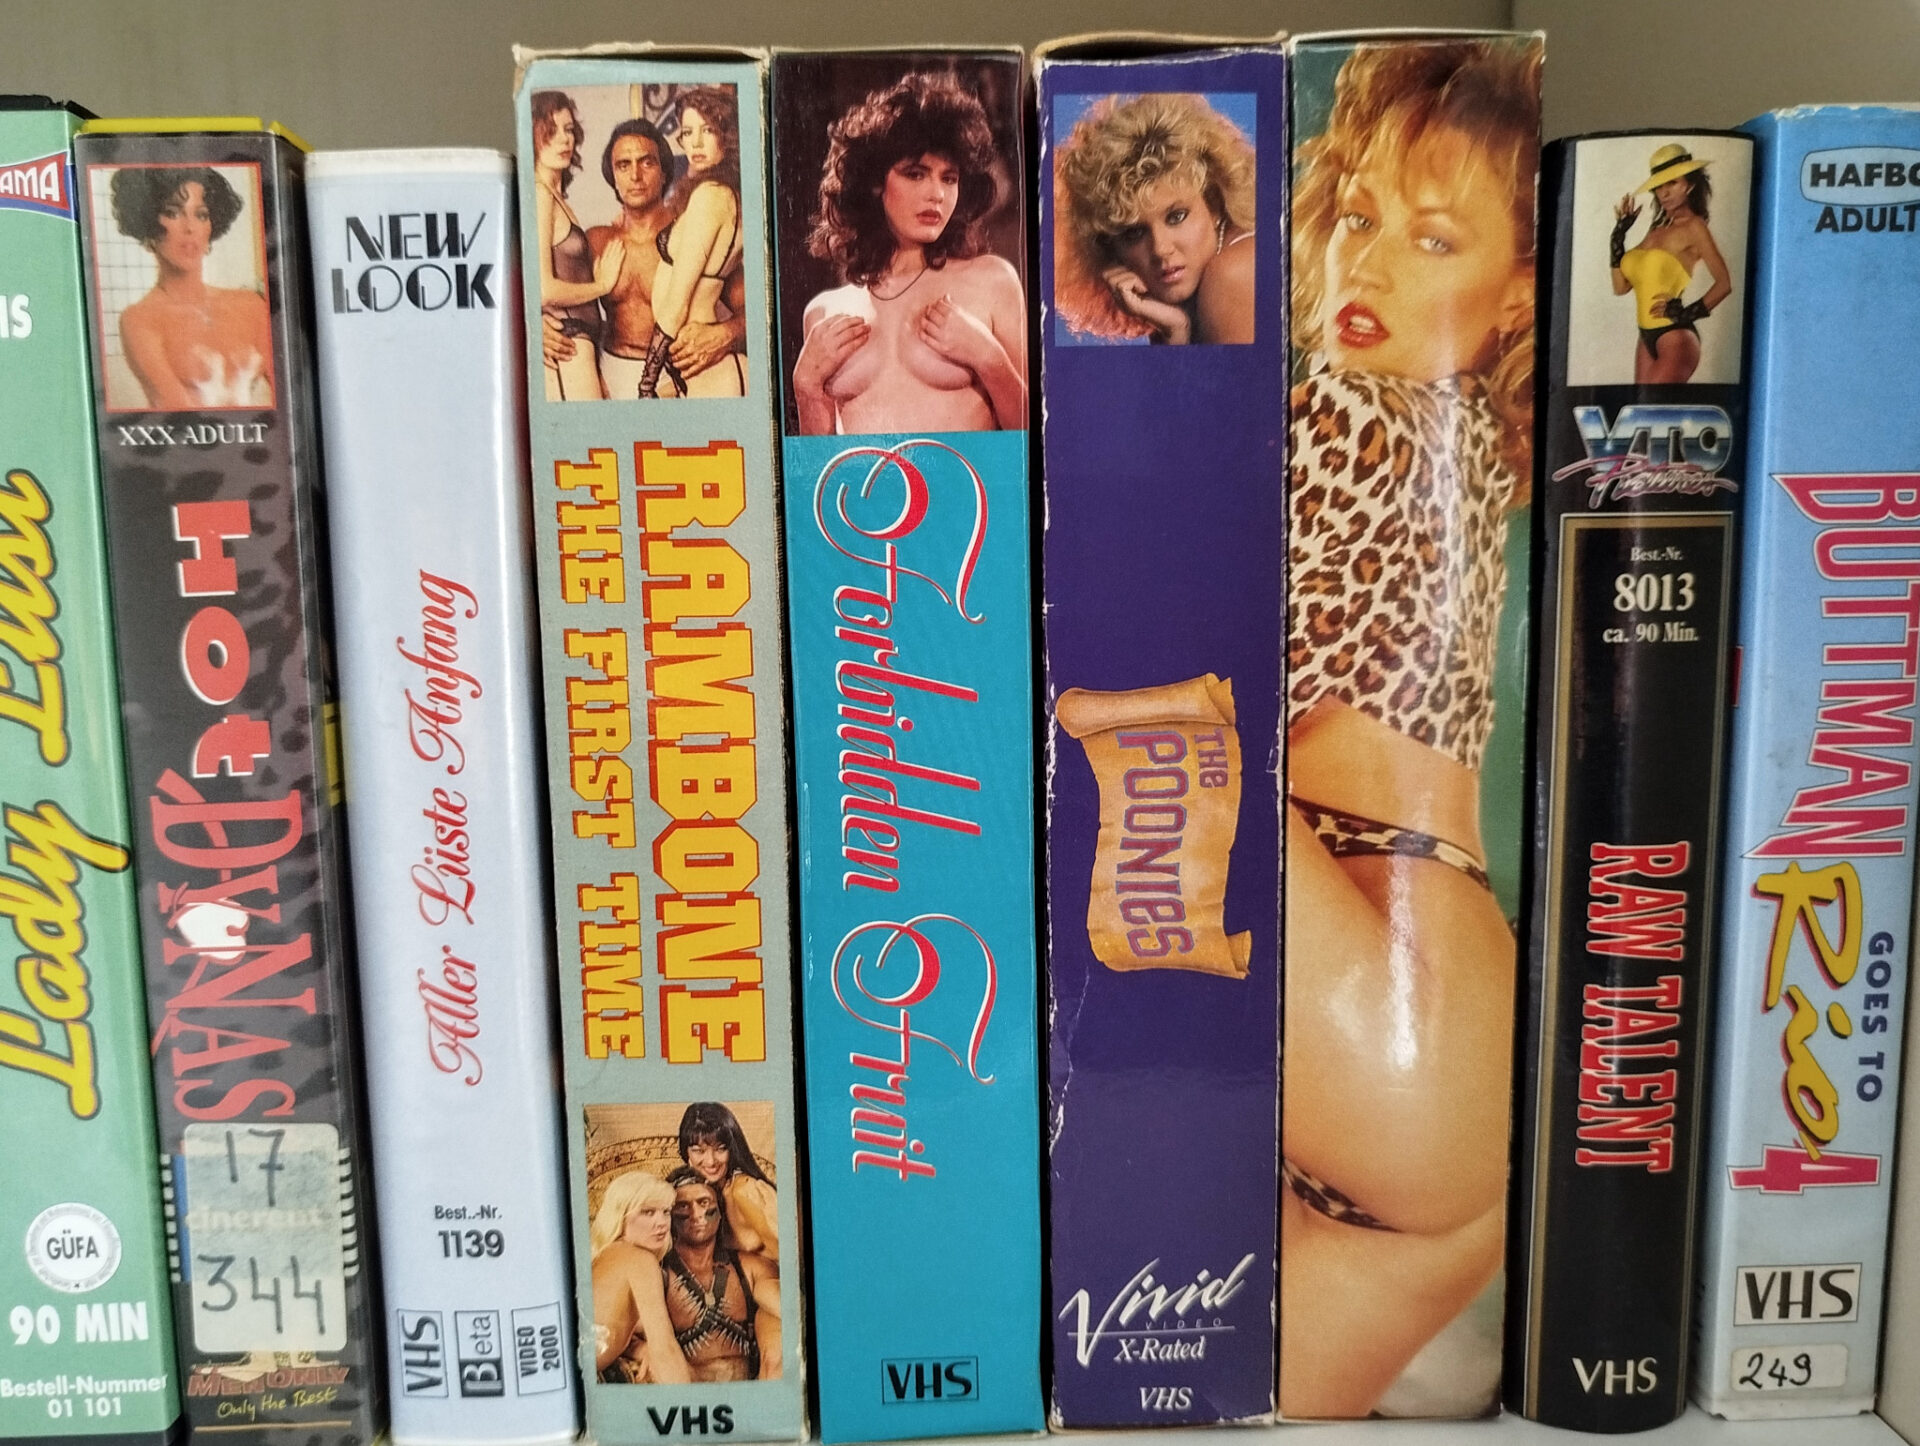 AMA
IS
Lady Lust
GÜFA
90 MIN
Bestell-Nummer
01 101
XXX ADULT
HOt
DYNAS
17
cinerent
344
MEN ONLY
Only the Best
NEW
LOOK
Aller Lüste Anfang
Best..-Nr.
1139
VHS
Beta
VIDEO
2000
RAMBONE
THE FIRST TIME
VHS
Forbidden Fruit
VHS
THE
POONIES
Vivid
VIDEO
X-Rated
VHS
VTO
Pictures
Best.-Nr.
8013
ca. 90 Min.
RAW TALENT
VHS
HAFBO
ADULT
BUTTMAN
GOES TO
Rio 4
VHS
249